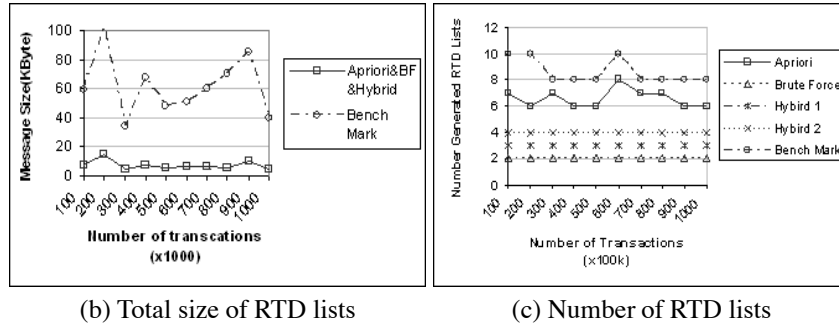 Message Size(KByte)
100
80
60
40
20
0
100
200
300
400
500
600
700
800
900
1000
Number of transcations
(x1000)
Apriori&BF
&Hybrid
Bench
Mark
(b) Total size of RTD lists
Number Generated RTD Lists
12
10
8
6
4
2
0
100
200
300
400
500
600
700
800
900
1000
Number of Transactions
(x100k)
Apriori
Brute Force
Hybird 1
Hybird 2
Bench Mark
(c) Number of RTD lists